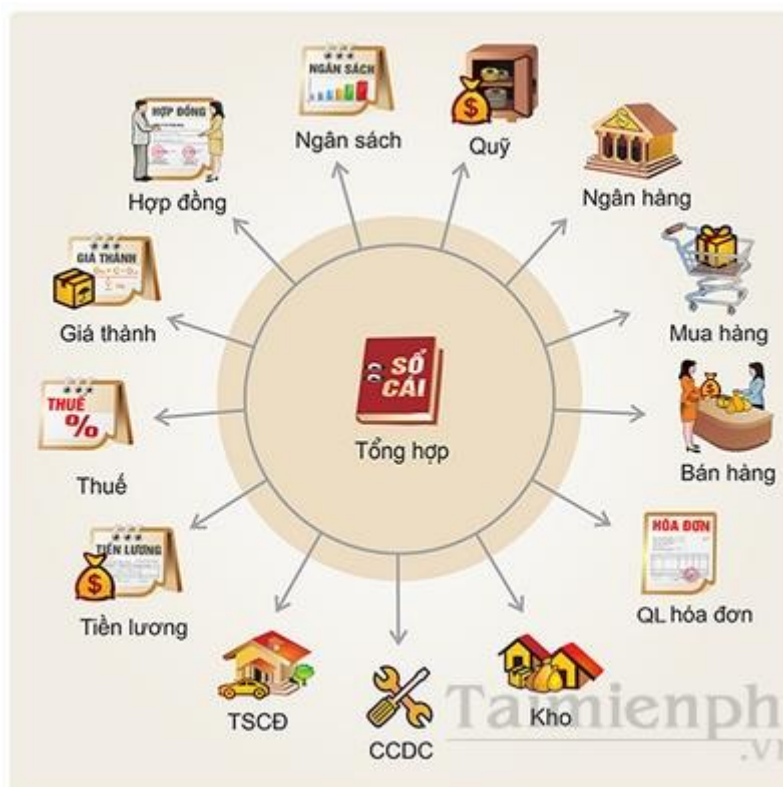 NGÂN SÁCH
Ngân sách
Quỹ
HỢP ĐỒNG
Hợp đồng
Ngân hàng
GIÁ THÀNH
Giá thành
Mua hàng
SỔ
CÁI
Tổng hợp
THUẾ
%
Thuế
Bán hàng
TIỀN LƯƠNG
Tiền lương
HÓA ĐƠN
QL hóa đơn
TSCĐ
CCDC
Kho
Taimienph
.vn